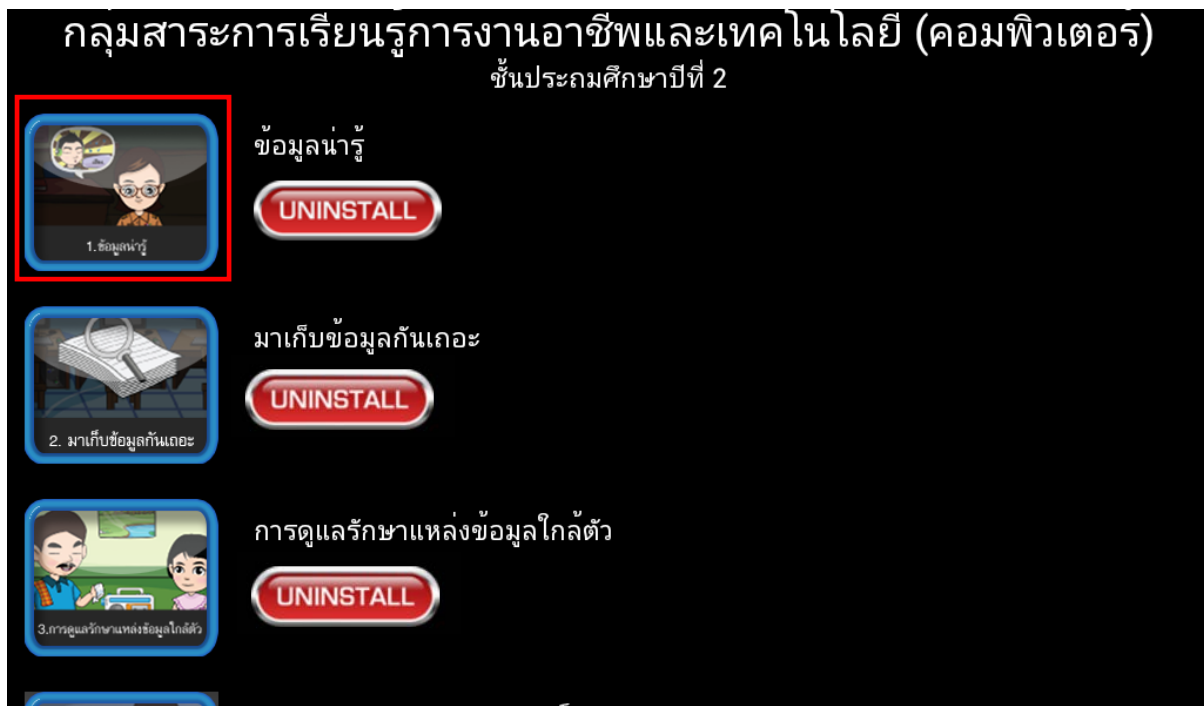 กลุ่มสาระการเรียนรู้การงานอาชีพและเทคโนโลยี (คอมพิวเตอร์)
ชั้นประถมศึกษาปีที่ 2
1.ข้อมูลน่ารู้
ข้อมูลน่ารู้
UNINSTALL
2. มาเก็บข้อมูลกันเถอะ
มาเก็บข้อมูลกันเถอะ
UNINSTALL
3.การดูแลรักษาแหล่งข้อมูลใกล้ตัว
การดูแลรักษาแหล่งข้อมูลใกล้ตัว
UNINSTALL